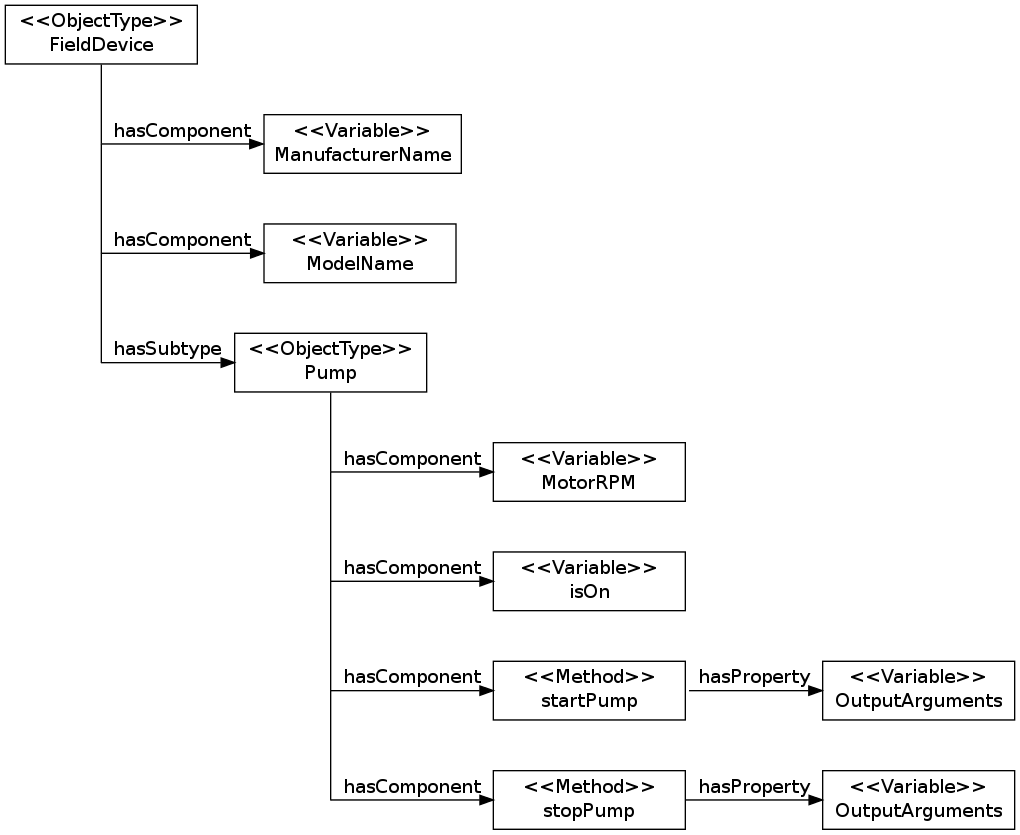 <<ObjectType>>
FieldDevice
hasComponent
<<Variable>>
ManufacturerName
hasComponent
<<Variable>>
ModelName
hasSubtype
<<ObjectType>>
Pump
hasComponent
<<Variable>>
MotorRPM
hasComponent
<<Variable>>
isOn
hasComponent
<<Method>>
startPump
hasProperty
<<Variable>>
OutputArguments
hasComponent
<<Method>>
stopPump
hasProperty
<<Variable>>
OutputArguments